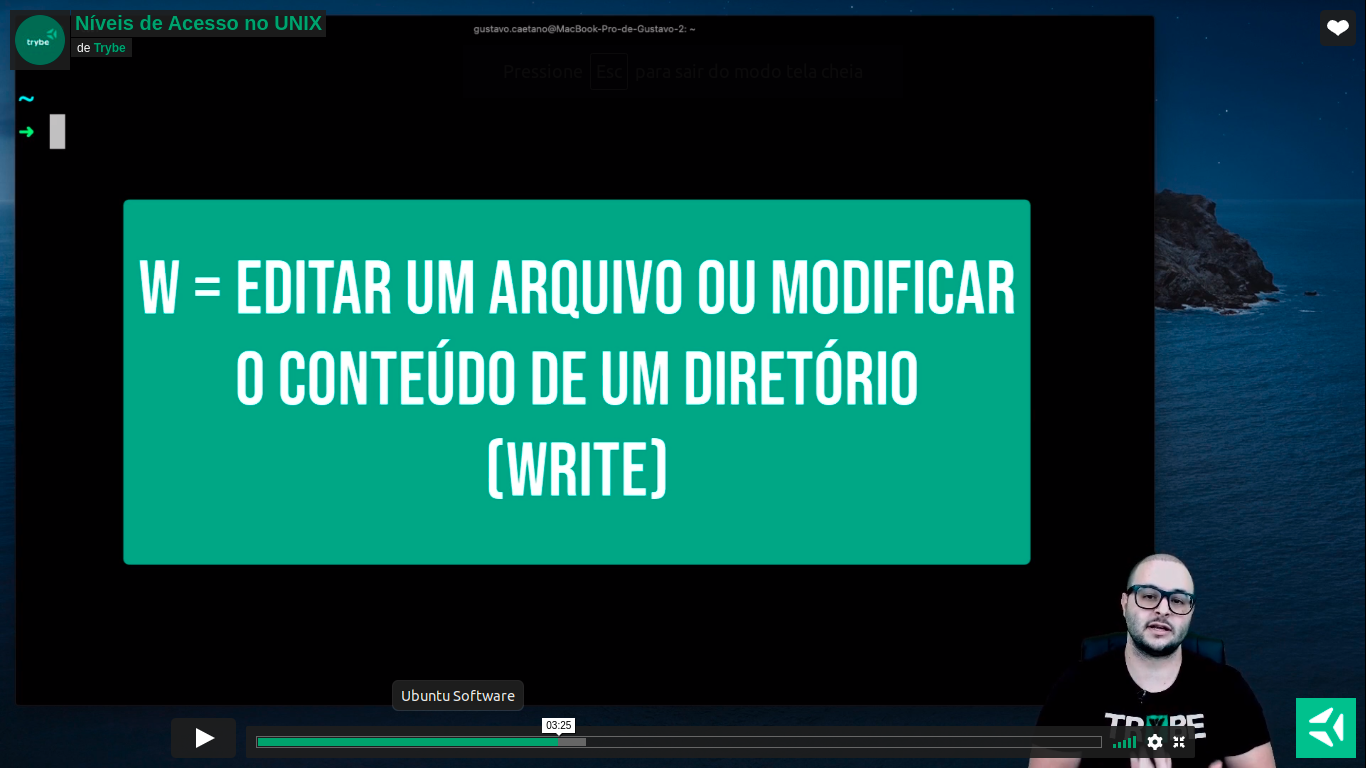 Níveis de Acesso no UNIX
trybe
de Trybe
gustavo.caetano@MacBook-Pro-de-Gustavo-2: ~
Pressione Esc para sair do modo tela cheia
~
➜
W = EDITAR UM ARQUIVO OU MODIFICAR
O CONTEÚDO DE UM DIRETÓRIO
(WRITE)
Ubuntu Software
03:25
TRYBE